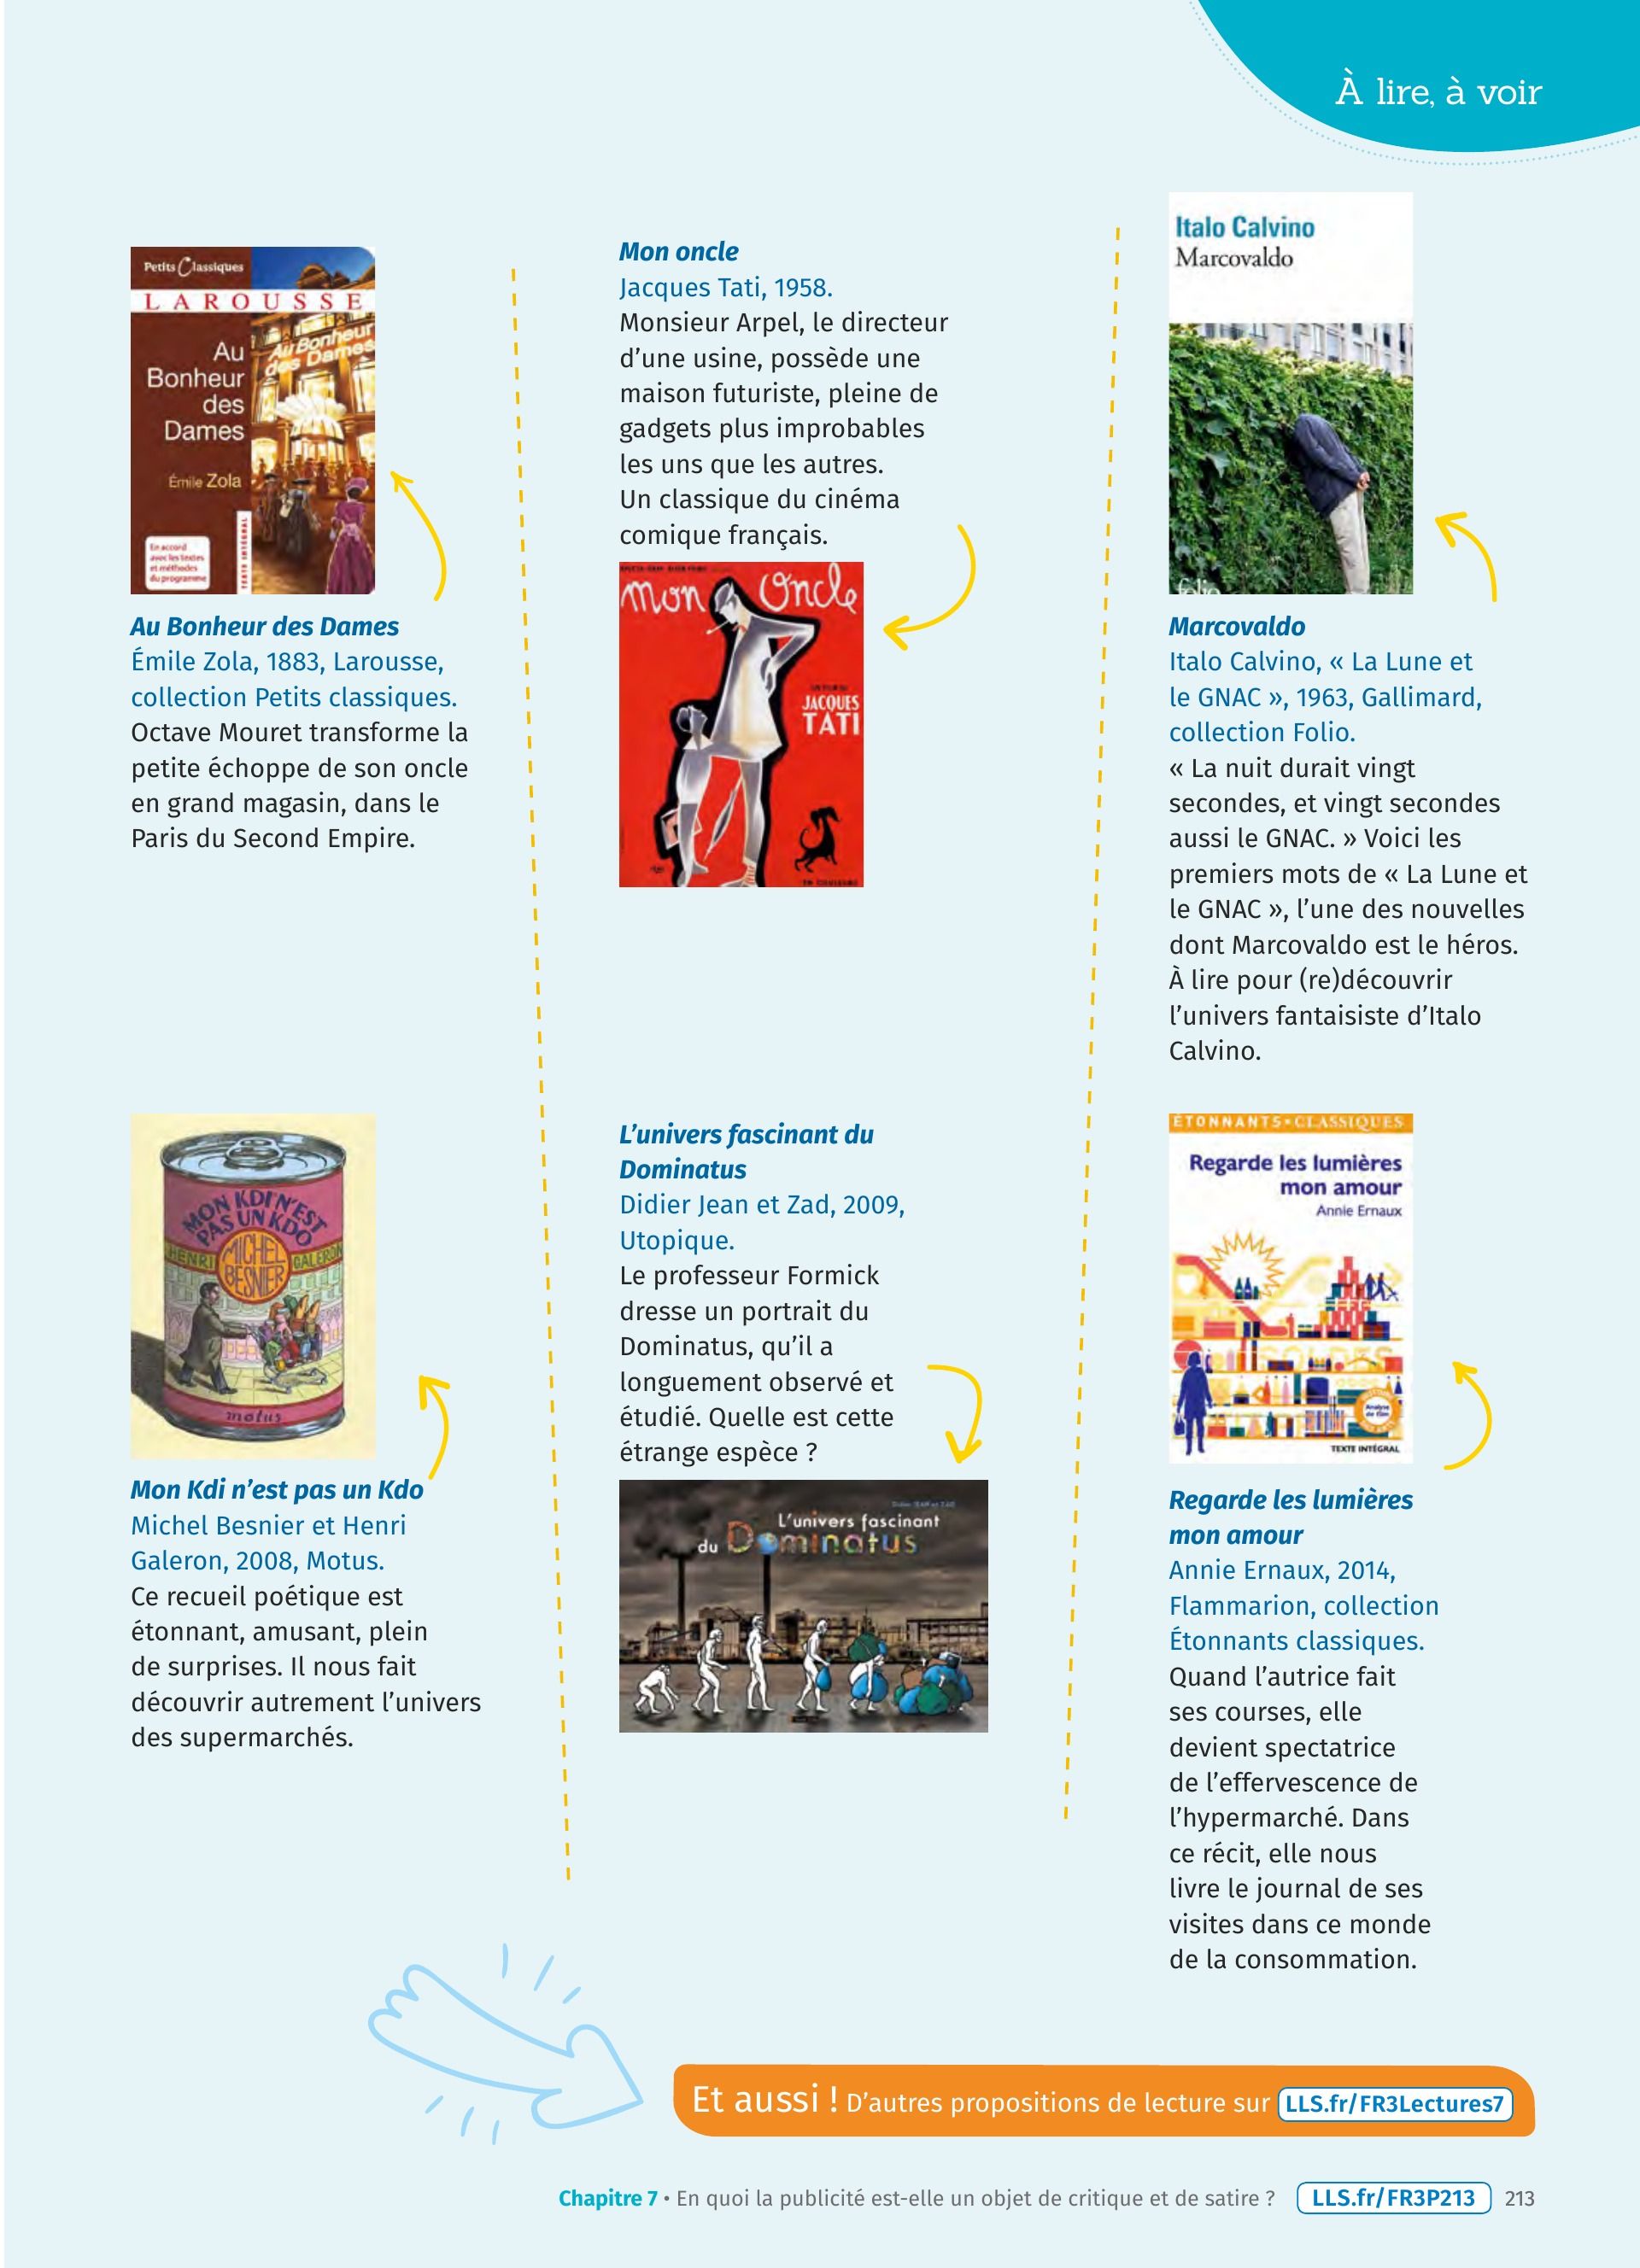 À lire, à voir
Petits Classiques
LAROUSSE
Au Bonheur
des Dames
Au
Bonheur
des
Dames
Émile Zola
TEXTE INTÉGRAL
En accord
avec les textes
et méthodes
du programme
Au Bonheur des Dames
Émile Zola, 1883, Larousse,
collection Petits classiques.
Octave Mouret transforme la
petite échoppe de son oncle
en grand magasin, dans le
Paris du Second Empire.
Mon oncle
Jacques Tati, 1958.
Monsieur Arpel, le directeur
d’une usine, possède une
maison futuriste, pleine de
gadgets plus improbables
les uns que les autres.
Un classique du cinéma
comique français.
mon Oncle
JACQUES
TATI
Italo Calvino
Marcovaldo
folio
Marcovaldo
Italo Calvino, « La Lune et
le GNAC », 1963, Gallimard,
collection Folio.
« La nuit durait vingt
secondes, et vingt secondes
aussi le GNAC. » Voici les
premiers mots de « La Lune et
le GNAC », l’une des nouvelles
dont Marcovaldo est le héros.
À lire pour (re)découvrir
l’univers fantaisiste d’Italo
Calvino.
MON KDI N'EST
PAS UN KDO
HENRI
MICHEL
BESNIER
GALERON
motus
Mon Kdi n’est pas un Kdo
Michel Besnier et Henri
Galeron, 2008, Motus.
Ce recueil poétique est
étonnant, amusant, plein
de surprises. Il nous fait
découvrir autrement l’univers
des supermarchés.
L’univers fascinant du
Dominatus
Didier Jean et Zad, 2009,
Utopique.
Le professeur Formick
dresse un portrait du
Dominatus, qu’il a
longuement observé et
étudié. Quelle est cette
étrange espèce ?
Didier JEAN et ZAD
L'univers fascinant
du Dominatus
ÉTONNANTS•CLASSIQUES
Regarde les lumières
mon amour
Annie Ernaux
SOLDES
Analyse
de film
TEXTE INTÉGRAL
Regarde les lumières
mon amour
Annie Ernaux, 2014,
Flammarion, collection
Étonnants classiques.
Quand l’autrice fait
ses courses, elle
devient spectatrice
de l’effervescence de
l’hypermarché. Dans
ce récit, elle nous
livre le journal de ses
visites dans ce monde
de la consommation.
Et aussi ! D’autres propositions de lecture sur LLS.fr/FR3Lectures7
Chapitre 7 • En quoi la publicité est-elle un objet de critique et de satire ? LLS.fr/FR3P213 213